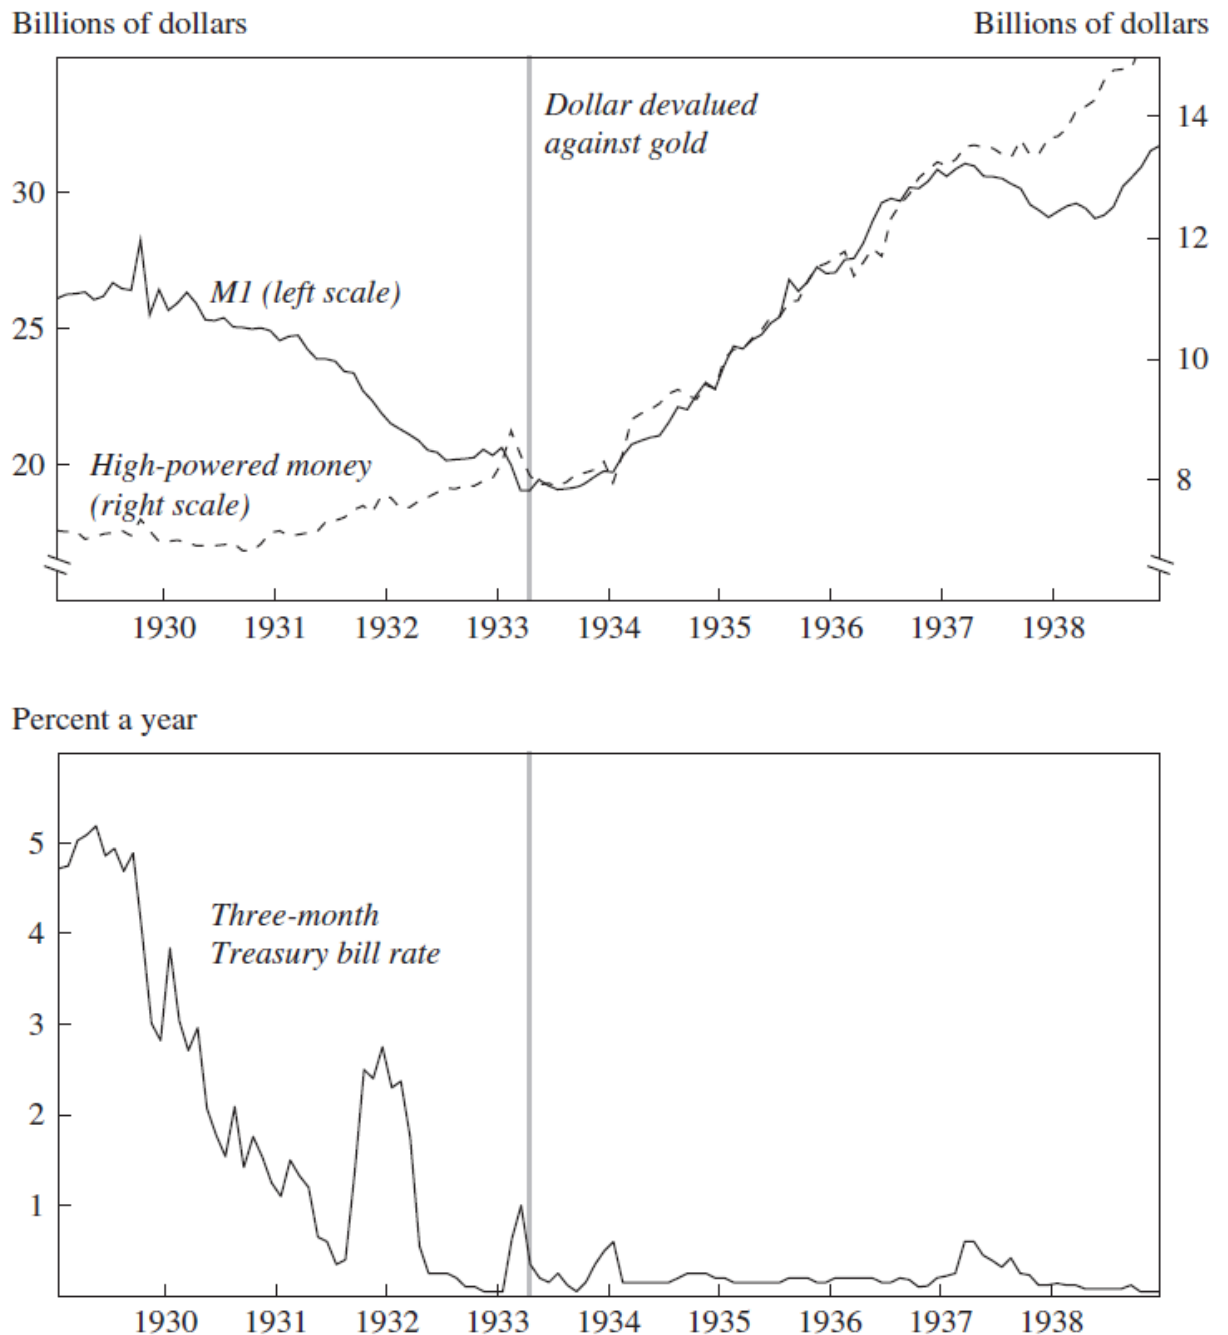 Billions of dollars
Billions of dollars
Dollar devalued
against gold
14
30
12
M1 (left scale)
25
10
High-powered money
(right scale)
20
8
1930 1931 1932 1933 1934 1935 1936 1937 1938
Percent a year
5
Three-month
Treasury bill rate
4
3
2
1
1930 1931 1932 1933 1934 1935 1936 1937 1938